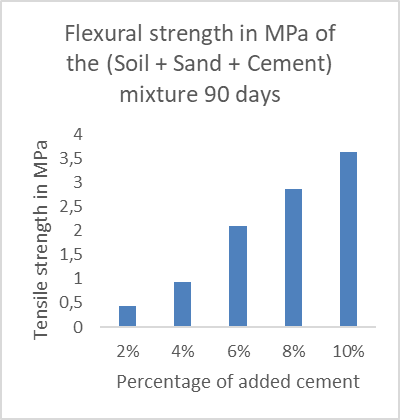 Flexural strength in MPa of
the (Soil + Sand + Cement)
mixture 90 days
Tensile strength in MPa
4
3,5
3
2,5
2
1,5
1
0,5
0
2% 4% 6% 8% 10%
Percentage of added cement